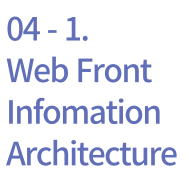 04 - 1.
Web Front
Infomation
Architecture